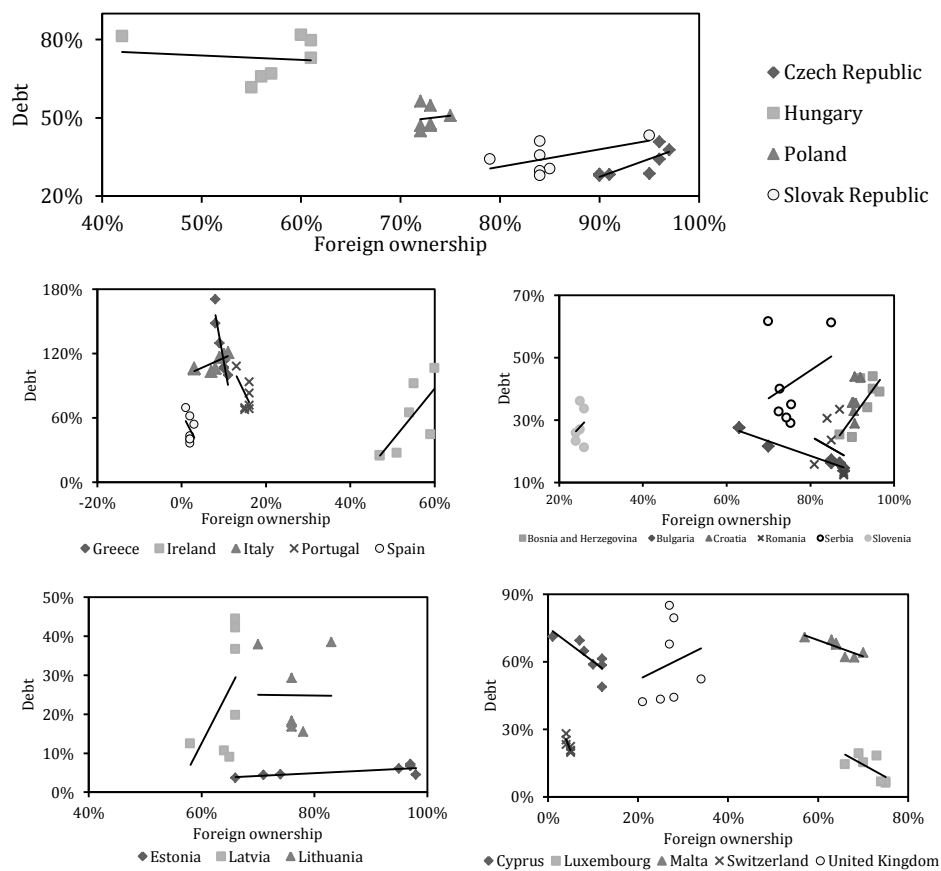 80%
50%
20%
Debt
40% 50% 60% 70% 80% 90% 100%
Foreign ownership
Czech Republic
Hungary
Poland
Slovak Republic
180%
120%
60%
0%
Debt
-20% 0% 20% 40% 60%
Foreign ownership
Greece Ireland Italy Portugal Spain
70%
50%
30%
10%
Debt
20% 40% 60% 80% 100%
Foreign ownership
Bosnia and Herzegovina Bulgaria Croatia Romania Serbia Slovenia
50%
40%
30%
20%
10%
0%
Debt
40% 60% 80% 100%
Foreign ownership
Estonia Latvia Lithuania
90%
60%
30%
0%
Debt
0% 20% 40% 60% 80%
Foreign ownership
Cyprus Luxembourg Malta Switzerland United Kingdom